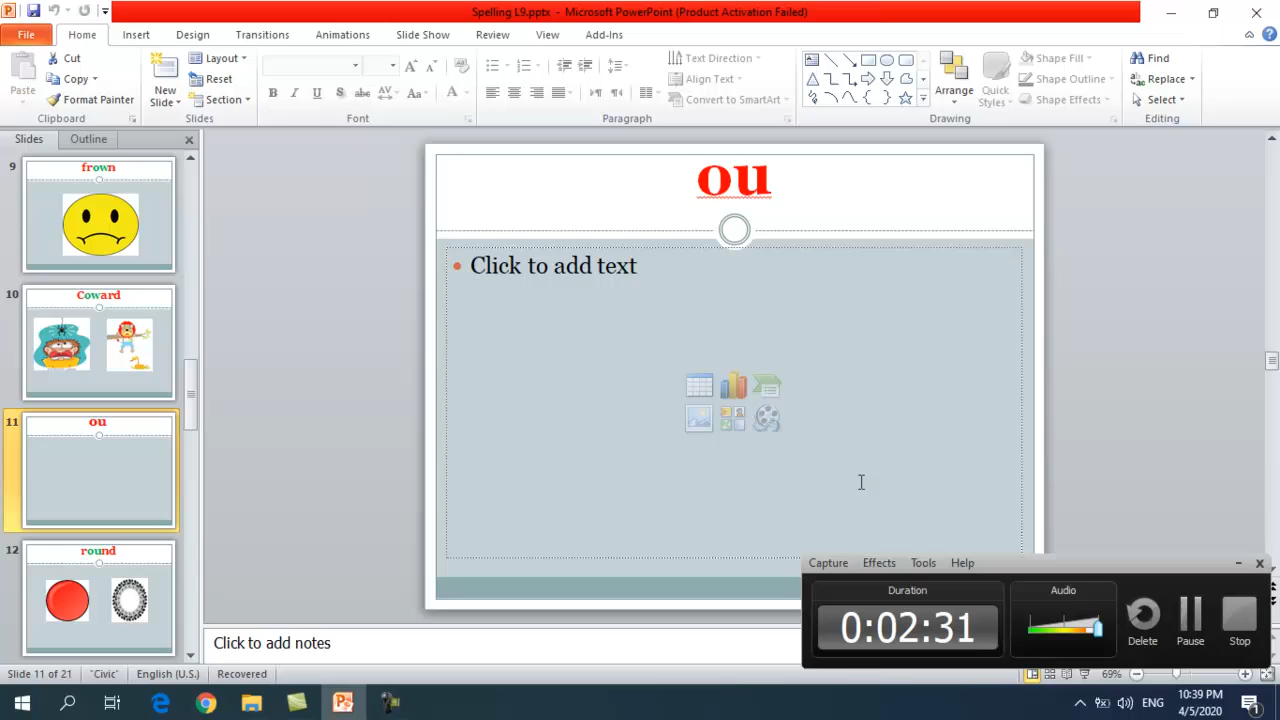 Spelling L9.pptx - Microsoft PowerPoint (Product Activation Failed)
File Home Insert Design Transitions Animations Slide Show Review View Add-Ins
Paste
Cut
Copy
Format Painter
Clipboard
New Slide
Layout
Reset
Section
Slides
B I U S abc AV Aa A
Font
Text Direction
Align Text
Convert to SmartArt
Paragraph
Arrange
Quick Styles
Shape Fill
Shape Outline
Shape Effects
Drawing
Find
Replace
Select
Editing
Slides Outline
9
frown
10
Coward
11
ou
12
round
ou
• Click to add text
Click to add notes
Capture Effects Tools Help
Duration
0:02:31
Audio
Delete Pause Stop
Slide 11 of 21 "Civic" English (U.S.) Recovered 69%
ENG
10:39 PM
4/5/2020
1